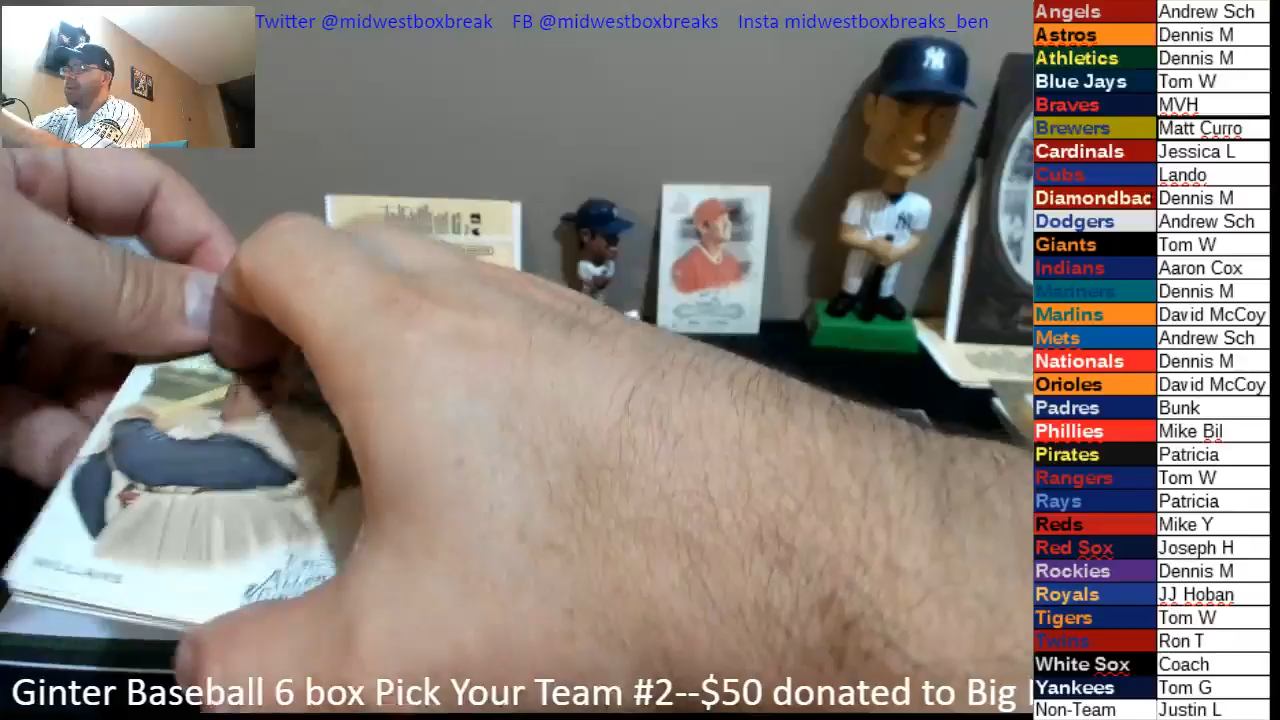 Twitter @midwestboxbreak FB @midwestboxbreaks Insta midwestboxbreaks_ben
Angels Andrew Sch
Astros Dennis M
Athletics Dennis M
Blue Jays Tom W
Braves MVH
Brewers Matt Curro
Cardinals Jessica L
Cubs Lando
Diamondbac Dennis M
Dodgers Andrew Sch
Giants Tom W
Indians Aaron Cox
Mariners Dennis M
Marlins David McCoy
Mets Andrew Sch
Nationals Dennis M
Orioles David McCoy
Padres Bunk
Phillies Mike Bil
Pirates Patricia
Rangers Tom W
Rays Patricia
Reds Mike Y
Red Sox Joseph H
Rockies Dennis M
Royals JJ Hoban
Tigers Tom W
Twins Ron T
White Sox Coach
Yankees Tom G
Non-Team Justin L
Ginter Baseball 6 box Pick Your Team #2--$50 donated to Big